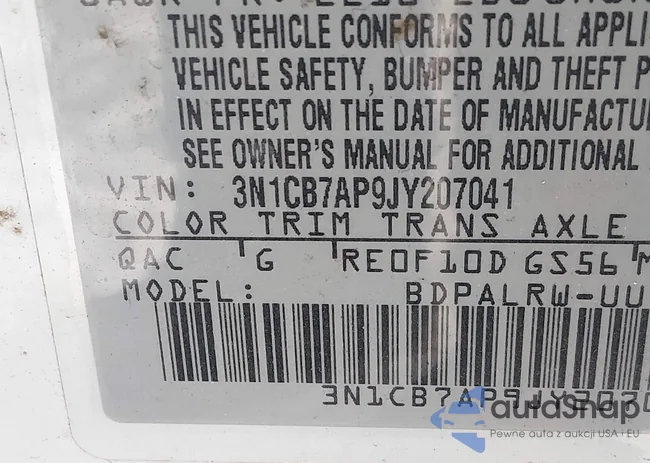 THIS VEHICLE CONFORMS TO ALL APPLI
VEHICLE SAFETY, BUMPER AND THEFT P
IN EFFECT ON THE DATE OF MANUFACTU
SEE OWNER'S MANUAL FOR ADDITIONAL
VIN: 3N1CB7AP9JY207041
COLOR TRIM TRANS AXLE
QAC G RE0F10D GS56 M
MODEL: BDPALRW-UU
3N1CB7AP9JY2070
autoSnap
Pewne auta z aukcji USA i EU